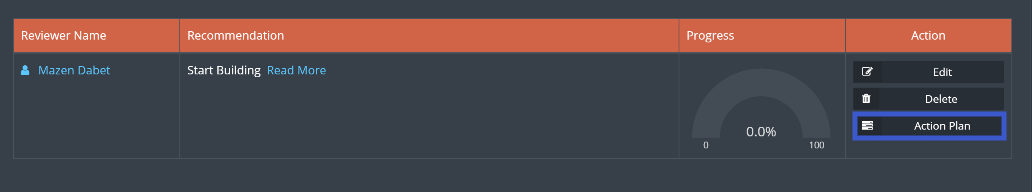 Reviewer Name Recommendation Progress Action
Mazen Dabet Start Building Read More Edit
Delete
Action Plan
0.0%
0 100